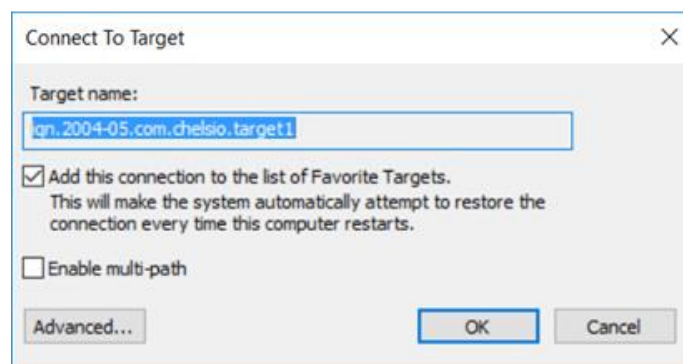 Connect To Target
Target name:
iqn.2004-05.com.chelsio.target1
Add this connection to the list of Favorite Targets.
This will make the system automatically attempt to restore the
connection every time this computer restarts.
Enable multi-path
Advanced...
OK
Cancel